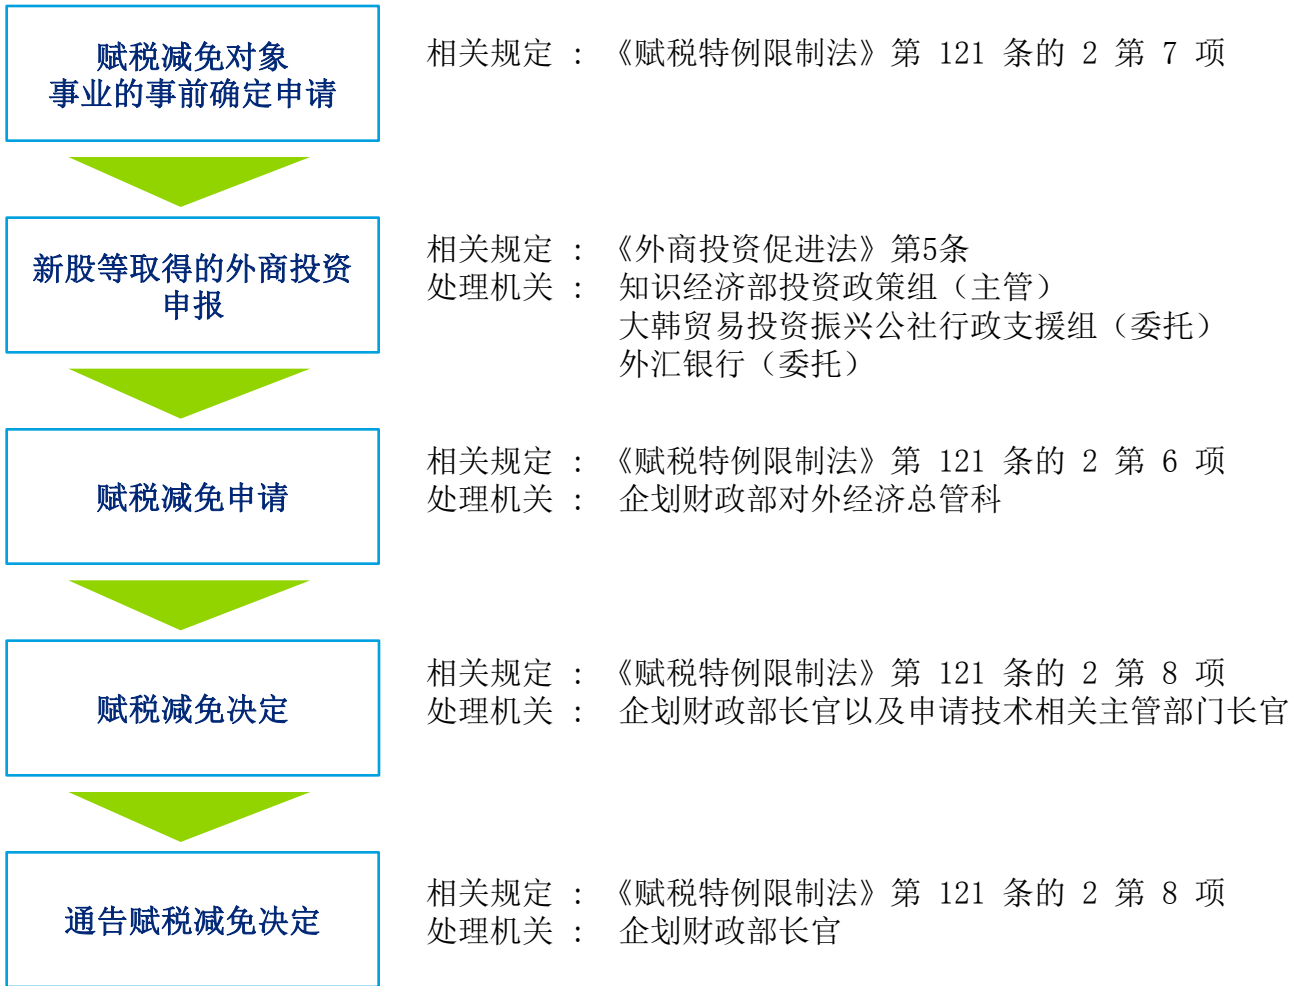 赋税减免对象
事业的事前确定申请
相关规定 : 《赋税特例限制法》第 121 条的 2 第 7 项
新股等取得的外商投资
申报
相关规定 : 《外商投资促进法》第5条
处理机关 : 知识经济部投资政策组（主管）
大韩贸易投资振兴公社行政支援组（委托）
外汇银行（委托）
赋税减免申请
相关规定 : 《赋税特例限制法》第 121 条的 2 第 6 项
处理机关 : 企划财政部对外经济总管科
赋税减免决定
相关规定 : 《赋税特例限制法》第 121 条的 2 第 8 项
处理机关 : 企划财政部长官以及申请技术相关主管部门长官
通告赋税减免决定
相关规定 : 《赋税特例限制法》第 121 条的 2 第 8 项
处理机关 : 企划财政部长官